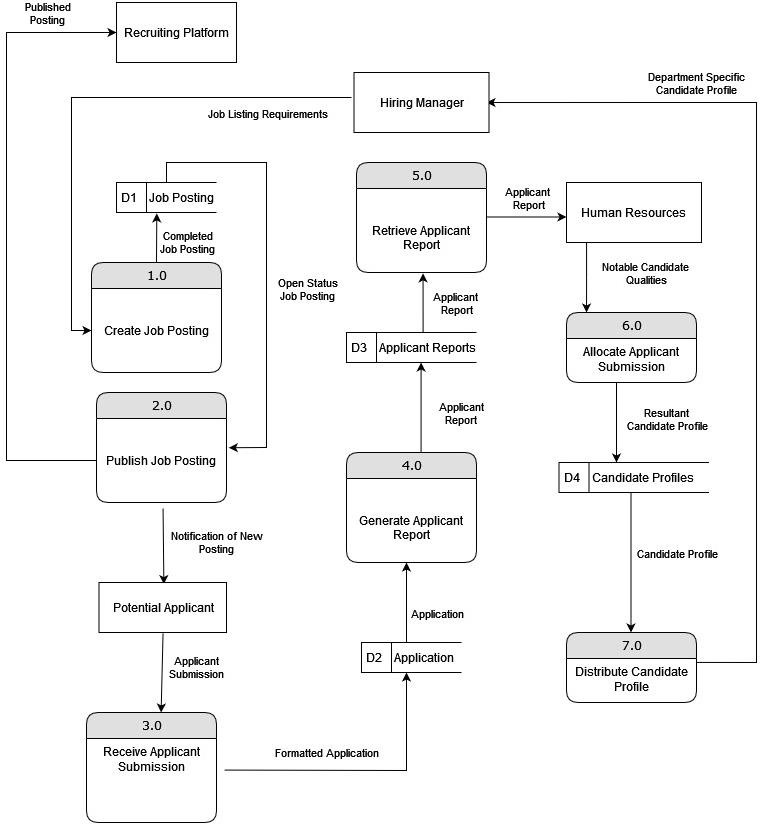 Published
Posting
Recruiting Platform
Hiring Manager
Department Specific
Candidate Profile
Job Listing Requirements
D1
Job Posting
Completed
Job Posting
1.0
Create Job Posting
Open Status
Job Posting
2.0
Publish Job Posting
Notification of New
Posting
Potential Applicant
Applicant
Submission
3.0
Receive Applicant
Submission
Formatted Application
D2
Application
Application
4.0
Generate Applicant
Report
Applicant
Report
D3
Applicant Reports
Applicant
Report
5.0
Retrieve Applicant
Report
Applicant
Report
Human Resources
Notable Candidate
Qualities
6.0
Allocate Applicant
Submission
Resultant
Candidate Profile
D4
Candidate Profiles
Candidate Profile
7.0
Distribute Candidate
Profile